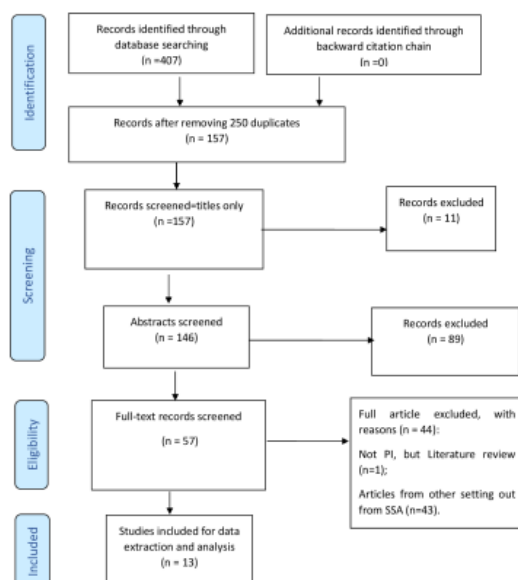 Identification
Records identified through
database searching
(n =407)
Additional records identified through
backward citation chain
(n =0)
Records after removing 250 duplicates
(n = 157)
Screening
Records screened=titles only
(n =157)
Records excluded
(n = 11)
Abstracts screened
(n = 146)
Records excluded
(n = 89)
Eligibility
Full-text records screened
(n = 57)
Full article excluded, with
reasons (n = 44):
Not PI, but Literature review
(n=1);
Articles from other setting out
from SSA (n=43).
Included
Studies included for data
extraction and analysis
(n = 13)